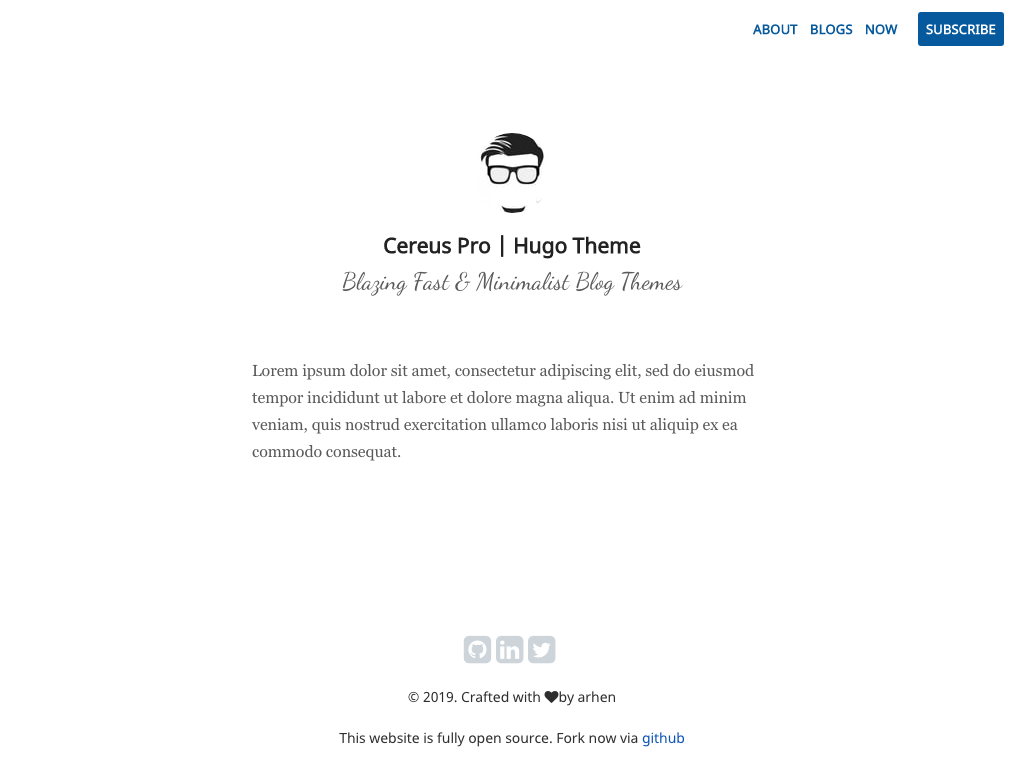 ABOUT BLOGS NOW SUBSCRIBE
Cereus Pro | Hugo Theme
Blazing Fast & Minimalist Blog Themes
Lorem ipsum dolor sit amet, consectetur adipiscing elit, sed do eiusmod
tempor incididunt ut labore et dolore magna aliqua. Ut enim ad minim
veniam, quis nostrud exercitation ullamco laboris nisi ut aliquip ex ea
commodo consequat.
© 2019. Crafted with ♥by arhen
This website is fully open source. Fork now via github